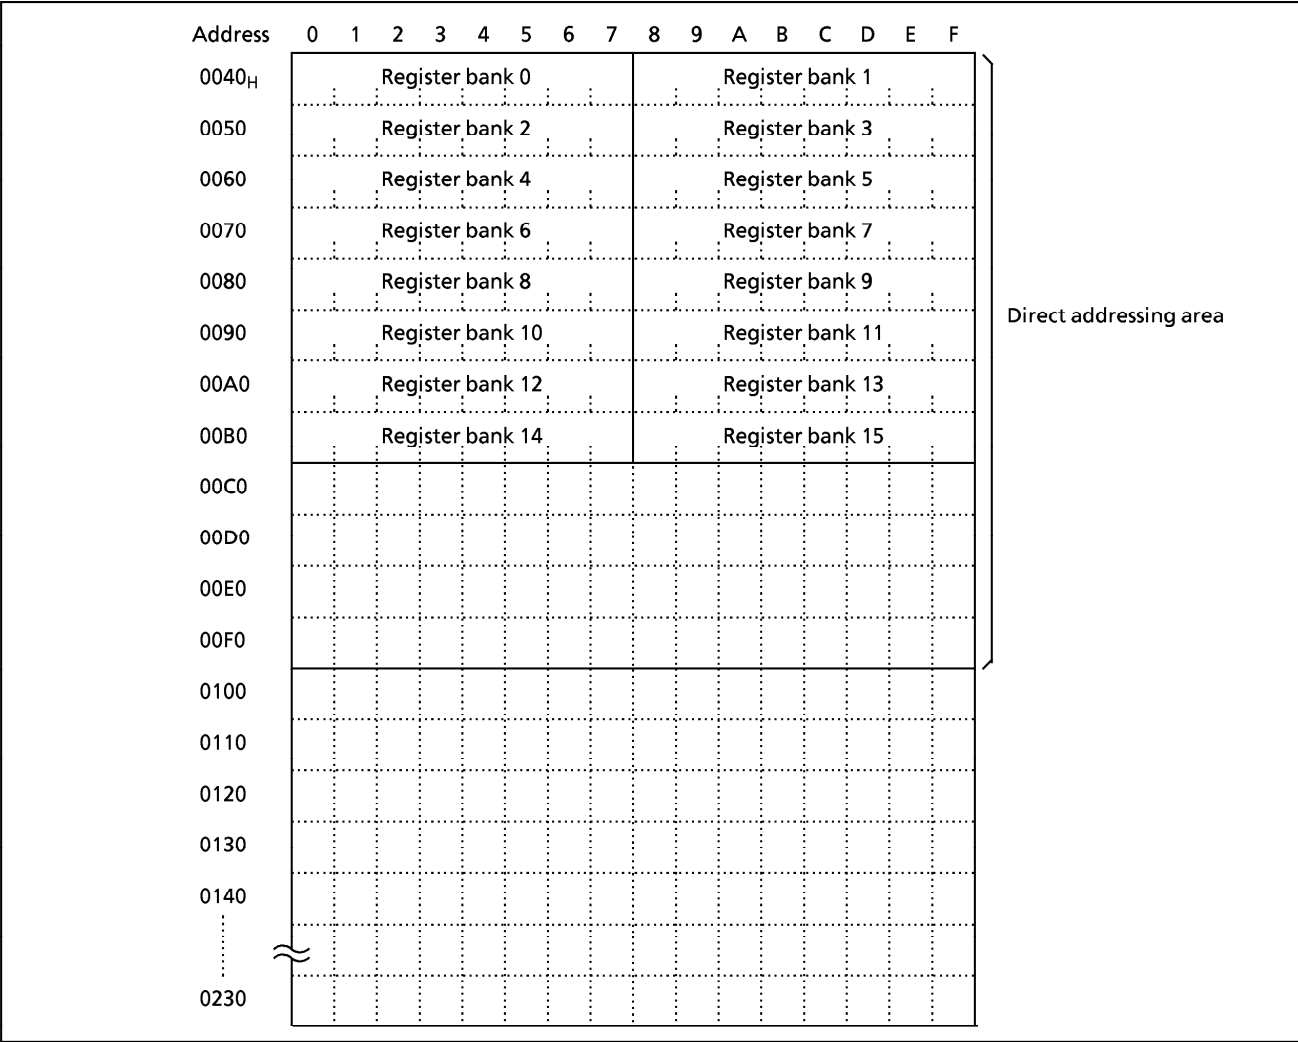 Address 0 1 2 3 4 5 6 7 8 9 A B C D E F
0040H Register bank 0 Register bank 1
0050 Register bank 2 Register bank 3
0060 Register bank 4 Register bank 5
0070 Register bank 6 Register bank 7
0080 Register bank 8 Register bank 9
Direct addressing area
0090 Register bank 10 Register bank 11
00A0 Register bank 12 Register bank 13
00B0 Register bank 14 Register bank 15
00C0
00D0
00E0
00F0
0100
0110
0120
0130
0140
0230